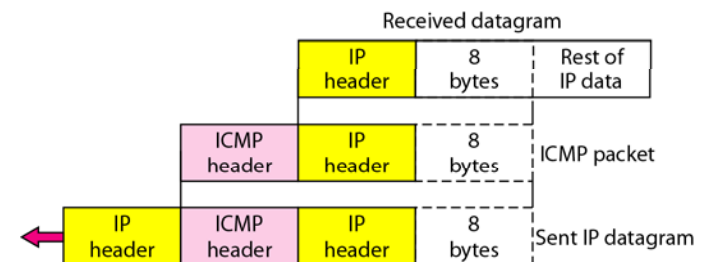 Received datagram
IP header
8 bytes
Rest of IP data
ICMP header
IP header
8 bytes
ICMP packet
IP header
ICMP header
IP header
8 bytes
Sent IP datagram